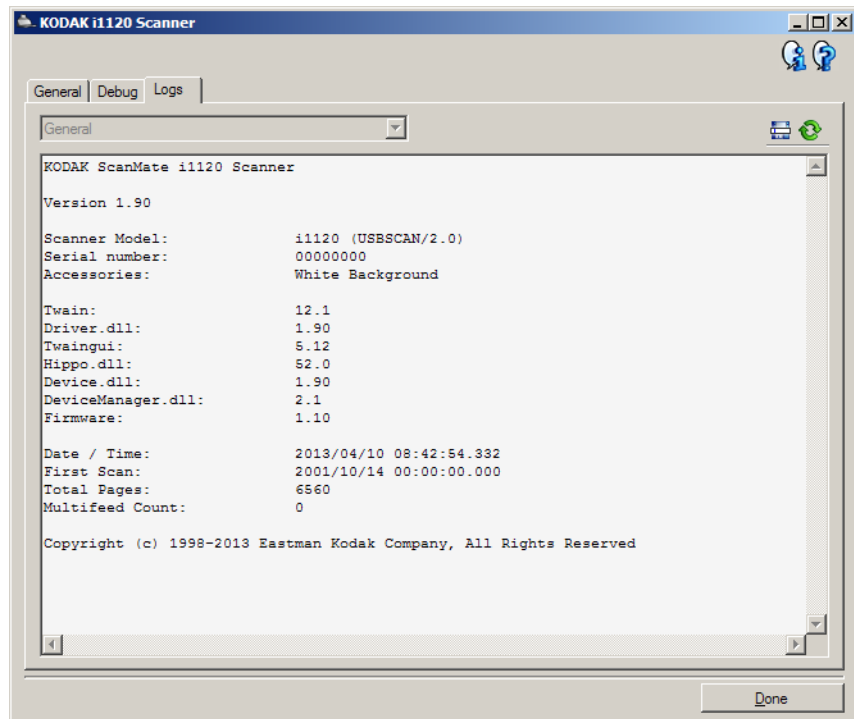 KODAK i1120 Scanner
General Debug Logs
General
KODAK ScanMate i1120 Scanner
Version 1.90
Scanner Model: i1120 (USBSCAN/2.0)
Serial number: 00000000
Accessories: White Background
Twain: 12.1
Driver.dll: 1.90
Twaingui: 5.12
Hippo.dll: 52.0
Device.dll: 1.90
DeviceManager.dll: 2.1
Firmware: 1.10
Date / Time: 2013/04/10 08:42:54.332
First Scan: 2001/10/14 00:00:00.000
Total Pages: 6560
Multifeed Count: 0
Copyright (c) 1998-2013 Eastman Kodak Company, All Rights Reserved
Done